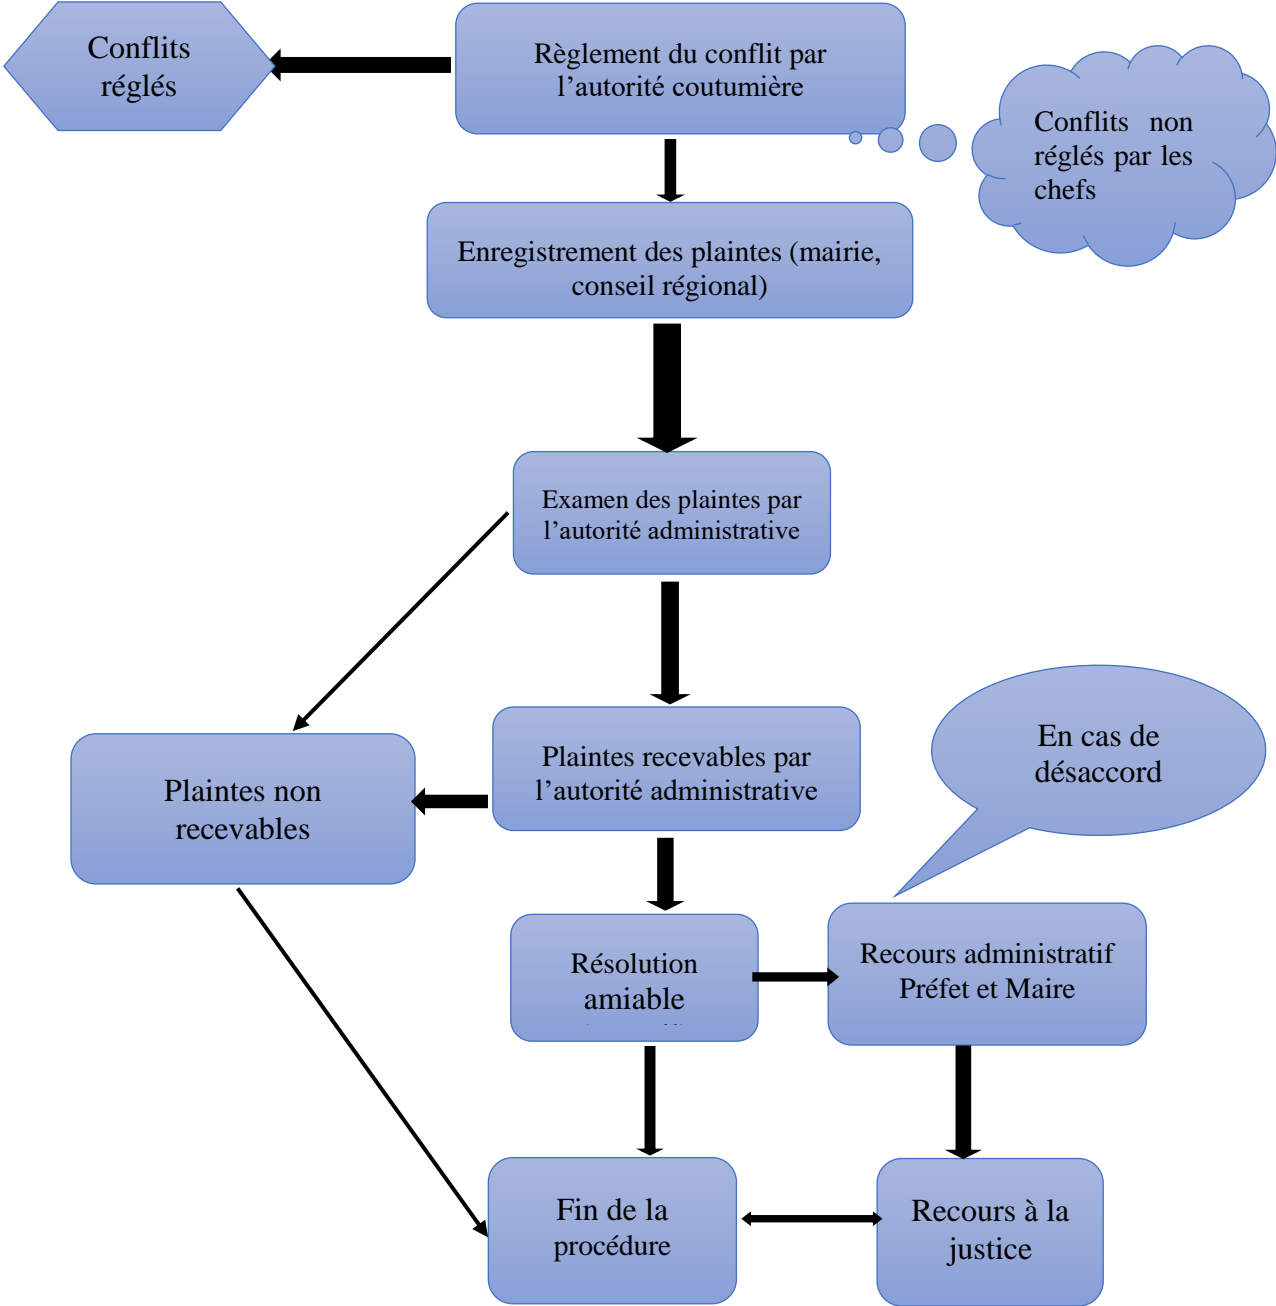 Conflits
réglés
Règlement du conflit par
l’autorité coutumière
Conflits non
réglés par les
chefs
Enregistrement des plaintes (mairie,
conseil régional)
Examen des plaintes par
l’autorité administrative
Plaintes recevables par
l’autorité administrative
En cas de
désaccord
Plaintes non
recevables
Résolution
amiable
Recours administratif
Préfet et Maire
Fin de la
procédure
Recours à la
justice